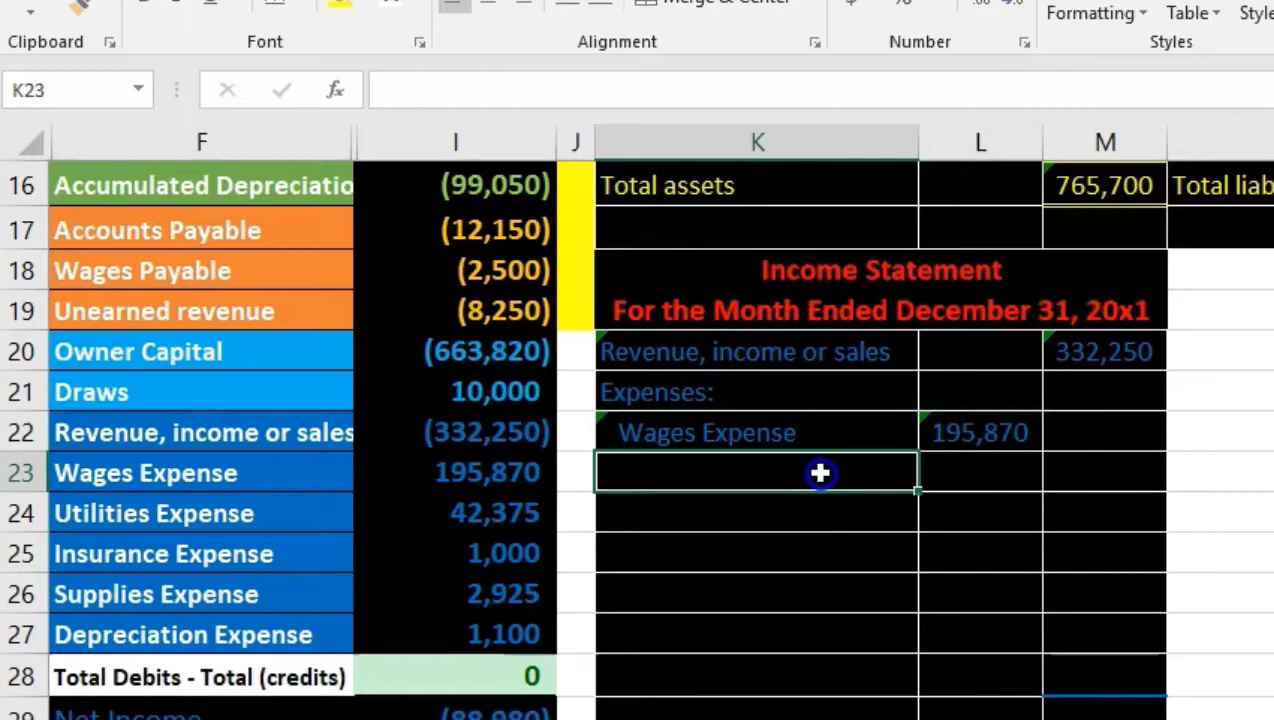 Merge & Center
Formatting Table
Clipboard Font Alignment Number Styles
K23 fx
F I J K L M
16 Accumulated Depreciatio (99,050) Total assets 765,700 Total liab
17 Accounts Payable (12,150)
18 Wages Payable (2,500) Income Statement
19 Unearned revenue (8,250) For the Month Ended December 31, 20x1
20 Owner Capital (663,820) Revenue, income or sales 332,250
21 Draws 10,000 Expenses:
22 Revenue, income or sales (332,250) Wages Expense 195,870
23 Wages Expense 195,870
24 Utilities Expense 42,375
25 Insurance Expense 1,000
26 Supplies Expense 2,925
27 Depreciation Expense 1,100
28 Total Debits - Total (credits) 0
29 Net Income (88,980)